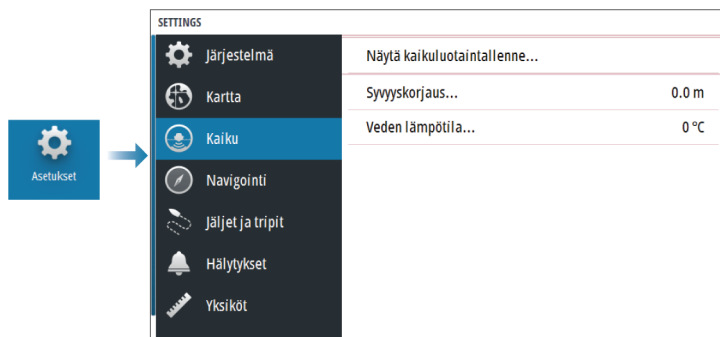 SETTINGS
Järjestelmä
Näytä kaikuluotaintallenne...
Kartta
Syvyyskorjaus... 0.0 m
Kaiku
Veden lämpötila... 0 °C
Asetukset
Navigointi
Jäljet ja tripit
Hälytykset
Yksiköt